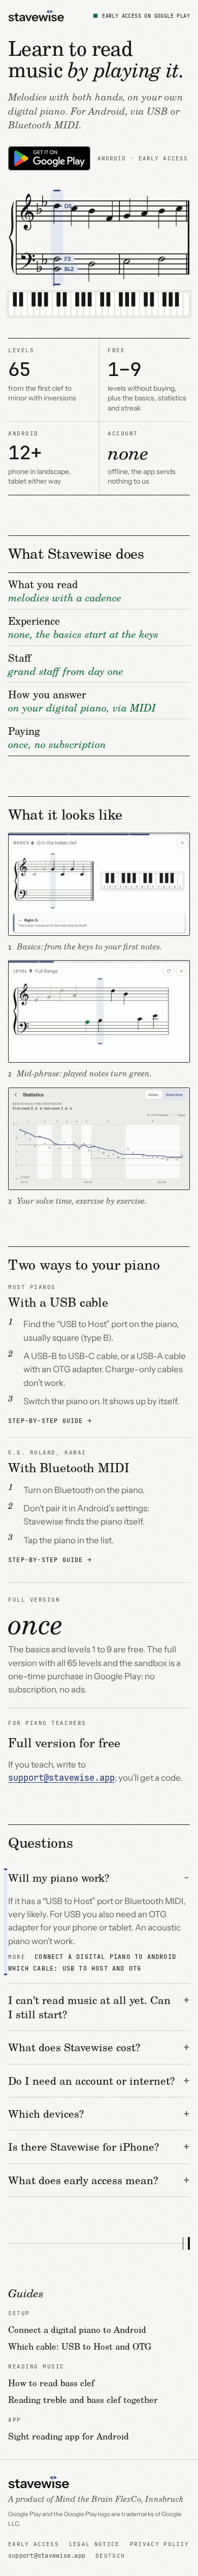 stavewise
EARLY ACCESS ON GOOGLE PLAY
Learn to read
music by playing it.
Melodies with both hands, on your own
digital piano. For Android, via USB or
Bluetooth MIDI.
GET IT ON
Google Play
ANDROID · EARLY ACCESS
D5
F3
B♭2
LEVELS
65
from the first clef to
minor with inversions
FREE
1–9
levels without buying,
plus the basics, statistics
and streak
ANDROID
12+
phone in landscape,
tablet either way
ACCOUNT
none
offline, the app sends
nothing to us
What Stavewise does
What you read
melodies with a cadence
Experience
none, the basics start at the keys
Staff
grand staff from day one
How you answer
on your digital piano, via MIDI
Paying
once, no subscription
What it looks like
G in the treble clef
Right: G.
1 Basics: from the keys to your first notes.
LEVEL 9 Full Range
2 Mid-phrase: played notes turn green.
Statistics
Notes
Solve time
3 Your solve time, exercise by exercise.
Two ways to your piano
MOST PIANOS
With a USB cable
1 Find the “USB to Host” port on the piano,
usually square (type B).
2 A USB-B to USB-C cable, or a USB-A cable
with an OTG adapter. Charge-only cables
don’t work.
3 Switch the piano on. It shows up by itself.
STEP-BY-STEP GUIDE →
E.G. ROLAND, KAWAI
With Bluetooth MIDI
1 Turn on Bluetooth on the piano.
2 Don’t pair it in Android’s settings:
Stavewise finds the piano itself.
3 Tap the piano in the list.
STEP-BY-STEP GUIDE →
FULL VERSION
once
The basics and levels 1 to 9 are free. The full
version with all 65 levels and the sandbox is a
one-time purchase in Google Play: no
subscription, no ads.
FOR PIANO TEACHERS
Full version for free
If you teach, write to
support@stavewise.app; you’ll get a code.
Questions
Will my piano work? –
If it has a “USB to Host” port or Bluetooth MIDI,
very likely. For USB you also need an OTG
adapter for your phone or tablet. An acoustic
piano won’t work.
MORE CONNECT A DIGITAL PIANO TO ANDROID
WHICH CABLE: USB TO HOST AND OTG
I can’t read music at all yet. Can +
I still start?
What does Stavewise cost? +
Do I need an account or internet? +
Which devices? +
Is there Stavewise for iPhone? +
What does early access mean? +
Guides
SETUP
Connect a digital piano to Android
Which cable: USB to Host and OTG
READING MUSIC
How to read bass clef
Reading treble and bass clef together
APP
Sight reading app for Android
stavewise
A product of Mind the Brain FlexCo, Innsbruck
Google Play and the Google Play logo are trademarks of Google
LLC.
EARLY ACCESS LEGAL NOTICE PRIVACY POLICY
support@stavewise.app DEUTSCH